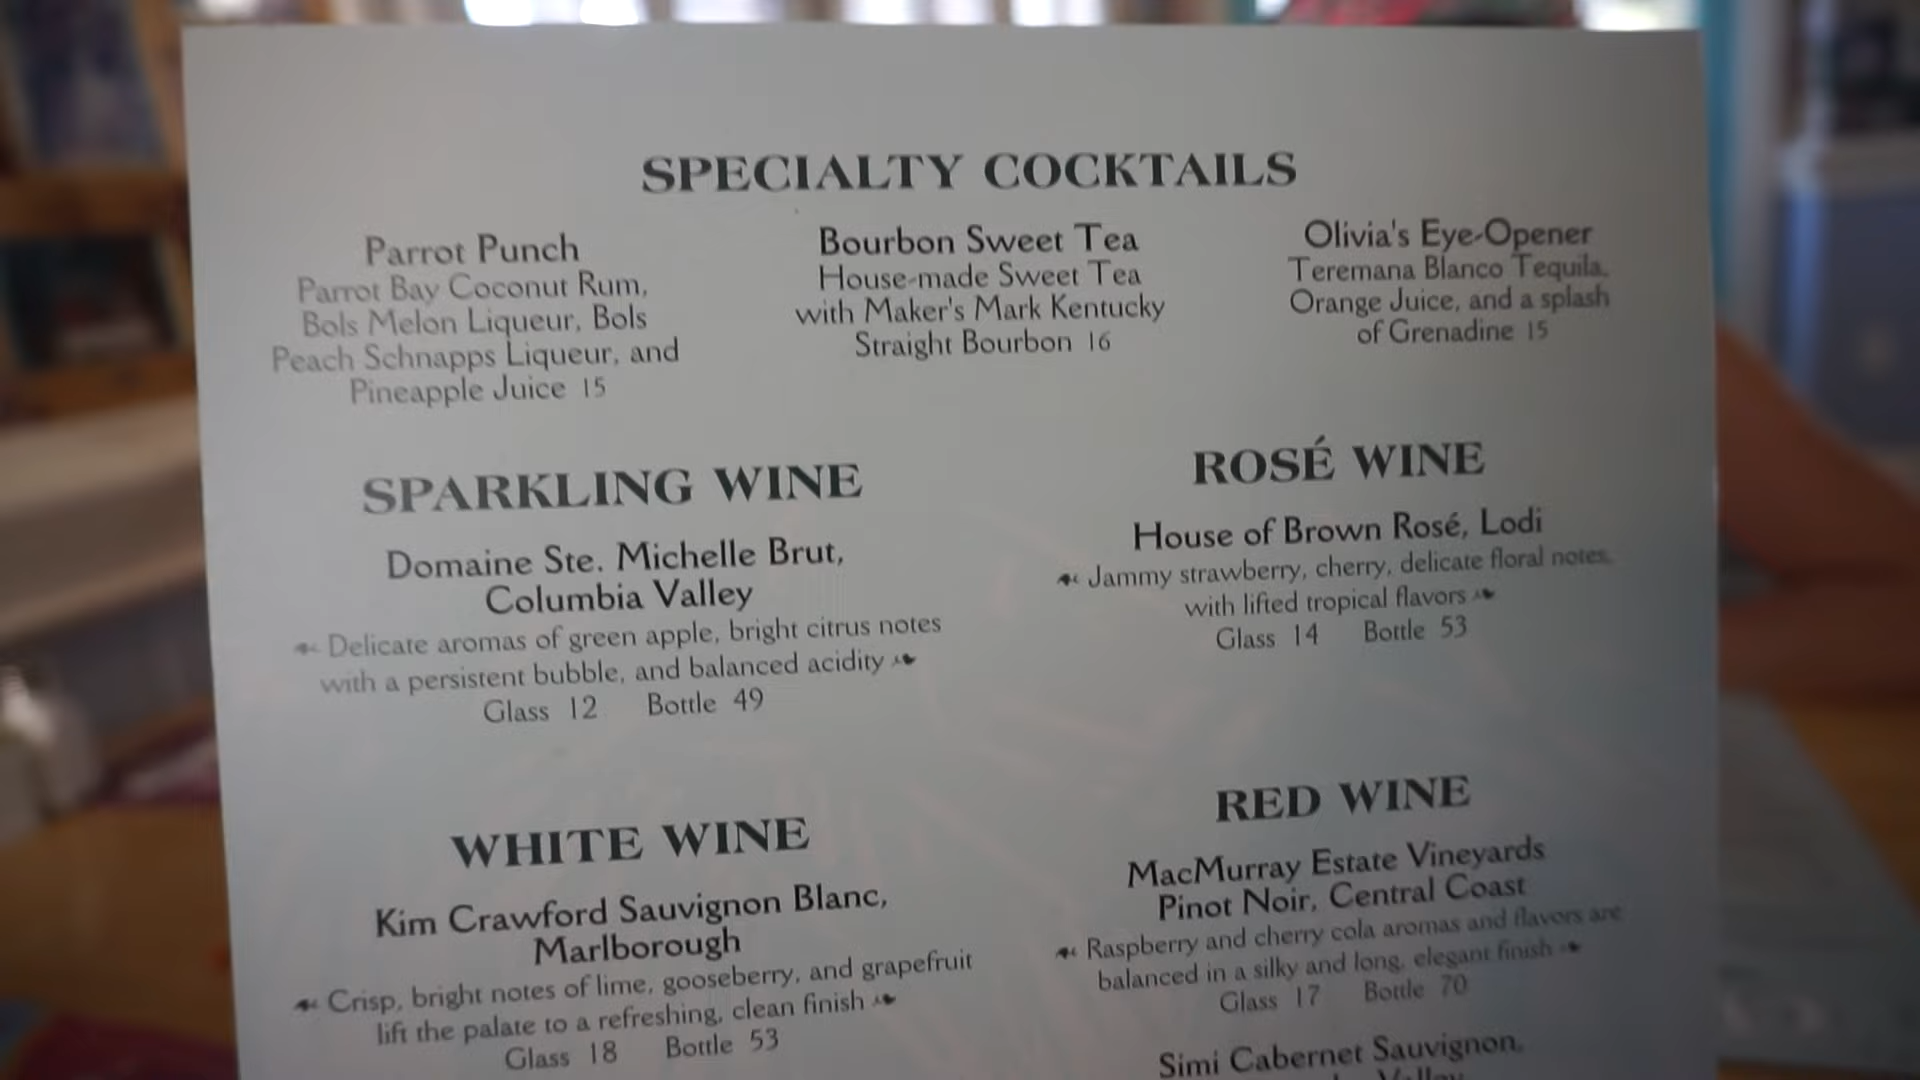 SPECIALTY COCKTAILS
Parrot Punch
Parrot Bay Coconut Rum,
Bols Melon Liqueur, Bols
Peach Schnapps Liqueur, and
Pineapple Juice 15
Bourbon Sweet Tea
House-made Sweet Tea
with Maker's Mark Kentucky
Straight Bourbon 16
Olivia's Eye-Opener
Teremana Blanco Tequila,
Orange Juice, and a splash
of Grenadine 15
SPARKLING WINE
Domaine Ste. Michelle Brut,
Columbia Valley
Delicate aromas of green apple, bright citrus notes
with a persistent bubble, and balanced acidity
Glass 12 Bottle 49
ROSÉ WINE
House of Brown Rosé, Lodi
Jammy strawberry, cherry, delicate floral notes,
with lifted tropical flavors
Glass 14 Bottle 53
WHITE WINE
Kim Crawford Sauvignon Blanc,
Marlborough
Crisp, bright notes of lime, gooseberry, and grapefruit
lift the palate to a refreshing, clean finish
Glass 18 Bottle 53
RED WINE
MacMurray Estate Vineyards
Pinot Noir, Central Coast
Raspberry and cherry cola aromas and flavors are
balanced in a silky and long, elegant finish
Glass 17 Bottle 70
Simi Cabernet Sauvignon,
Valley